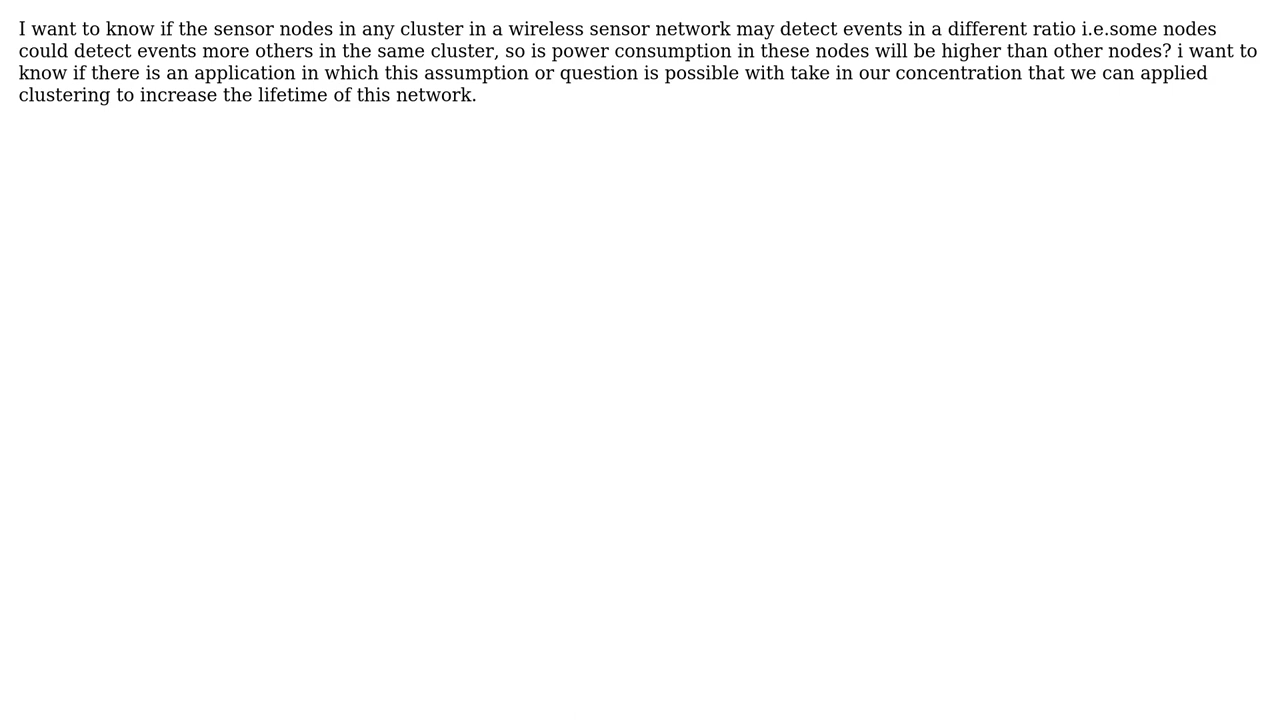 I want to know if the sensor nodes in any cluster in a wireless sensor network may detect events in a different ratio i.e.some nodes
could detect events more others in the same cluster, so is power consumption in these nodes will be higher than other nodes? i want to
know if there is an application in which this assumption or question is possible with take in our concentration that we can applied
clustering to increase the lifetime of this network.